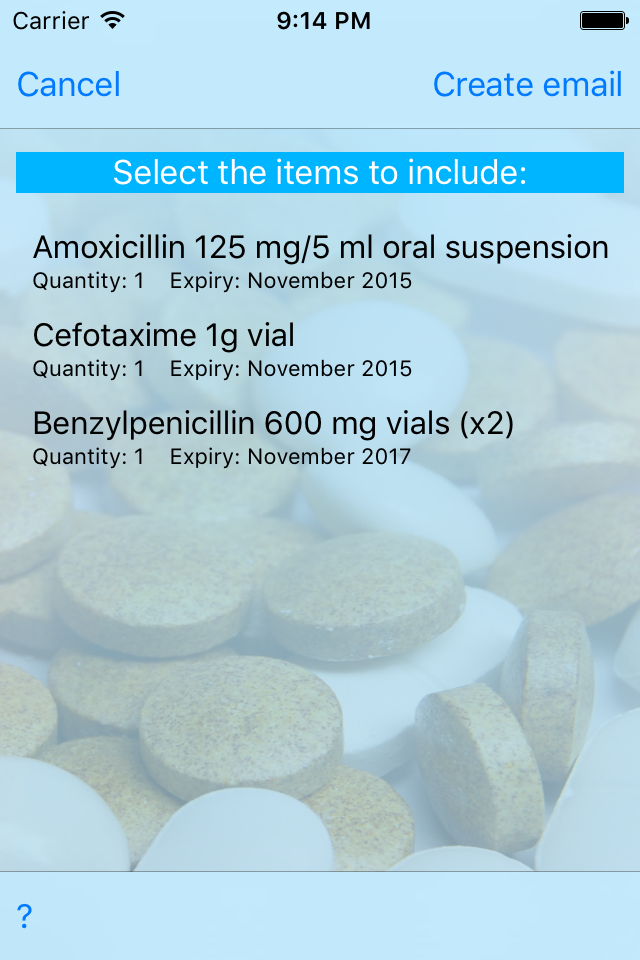 Carrier 9:14 PM
Cancel Create email
Select the items to include:
Amoxicillin 125 mg/5 ml oral suspension
Quantity: 1 Expiry: November 2015
Cefotaxime 1g vial
Quantity: 1 Expiry: November 2015
Benzylpenicillin 600 mg vials (x2)
Quantity: 1 Expiry: November 2017
?